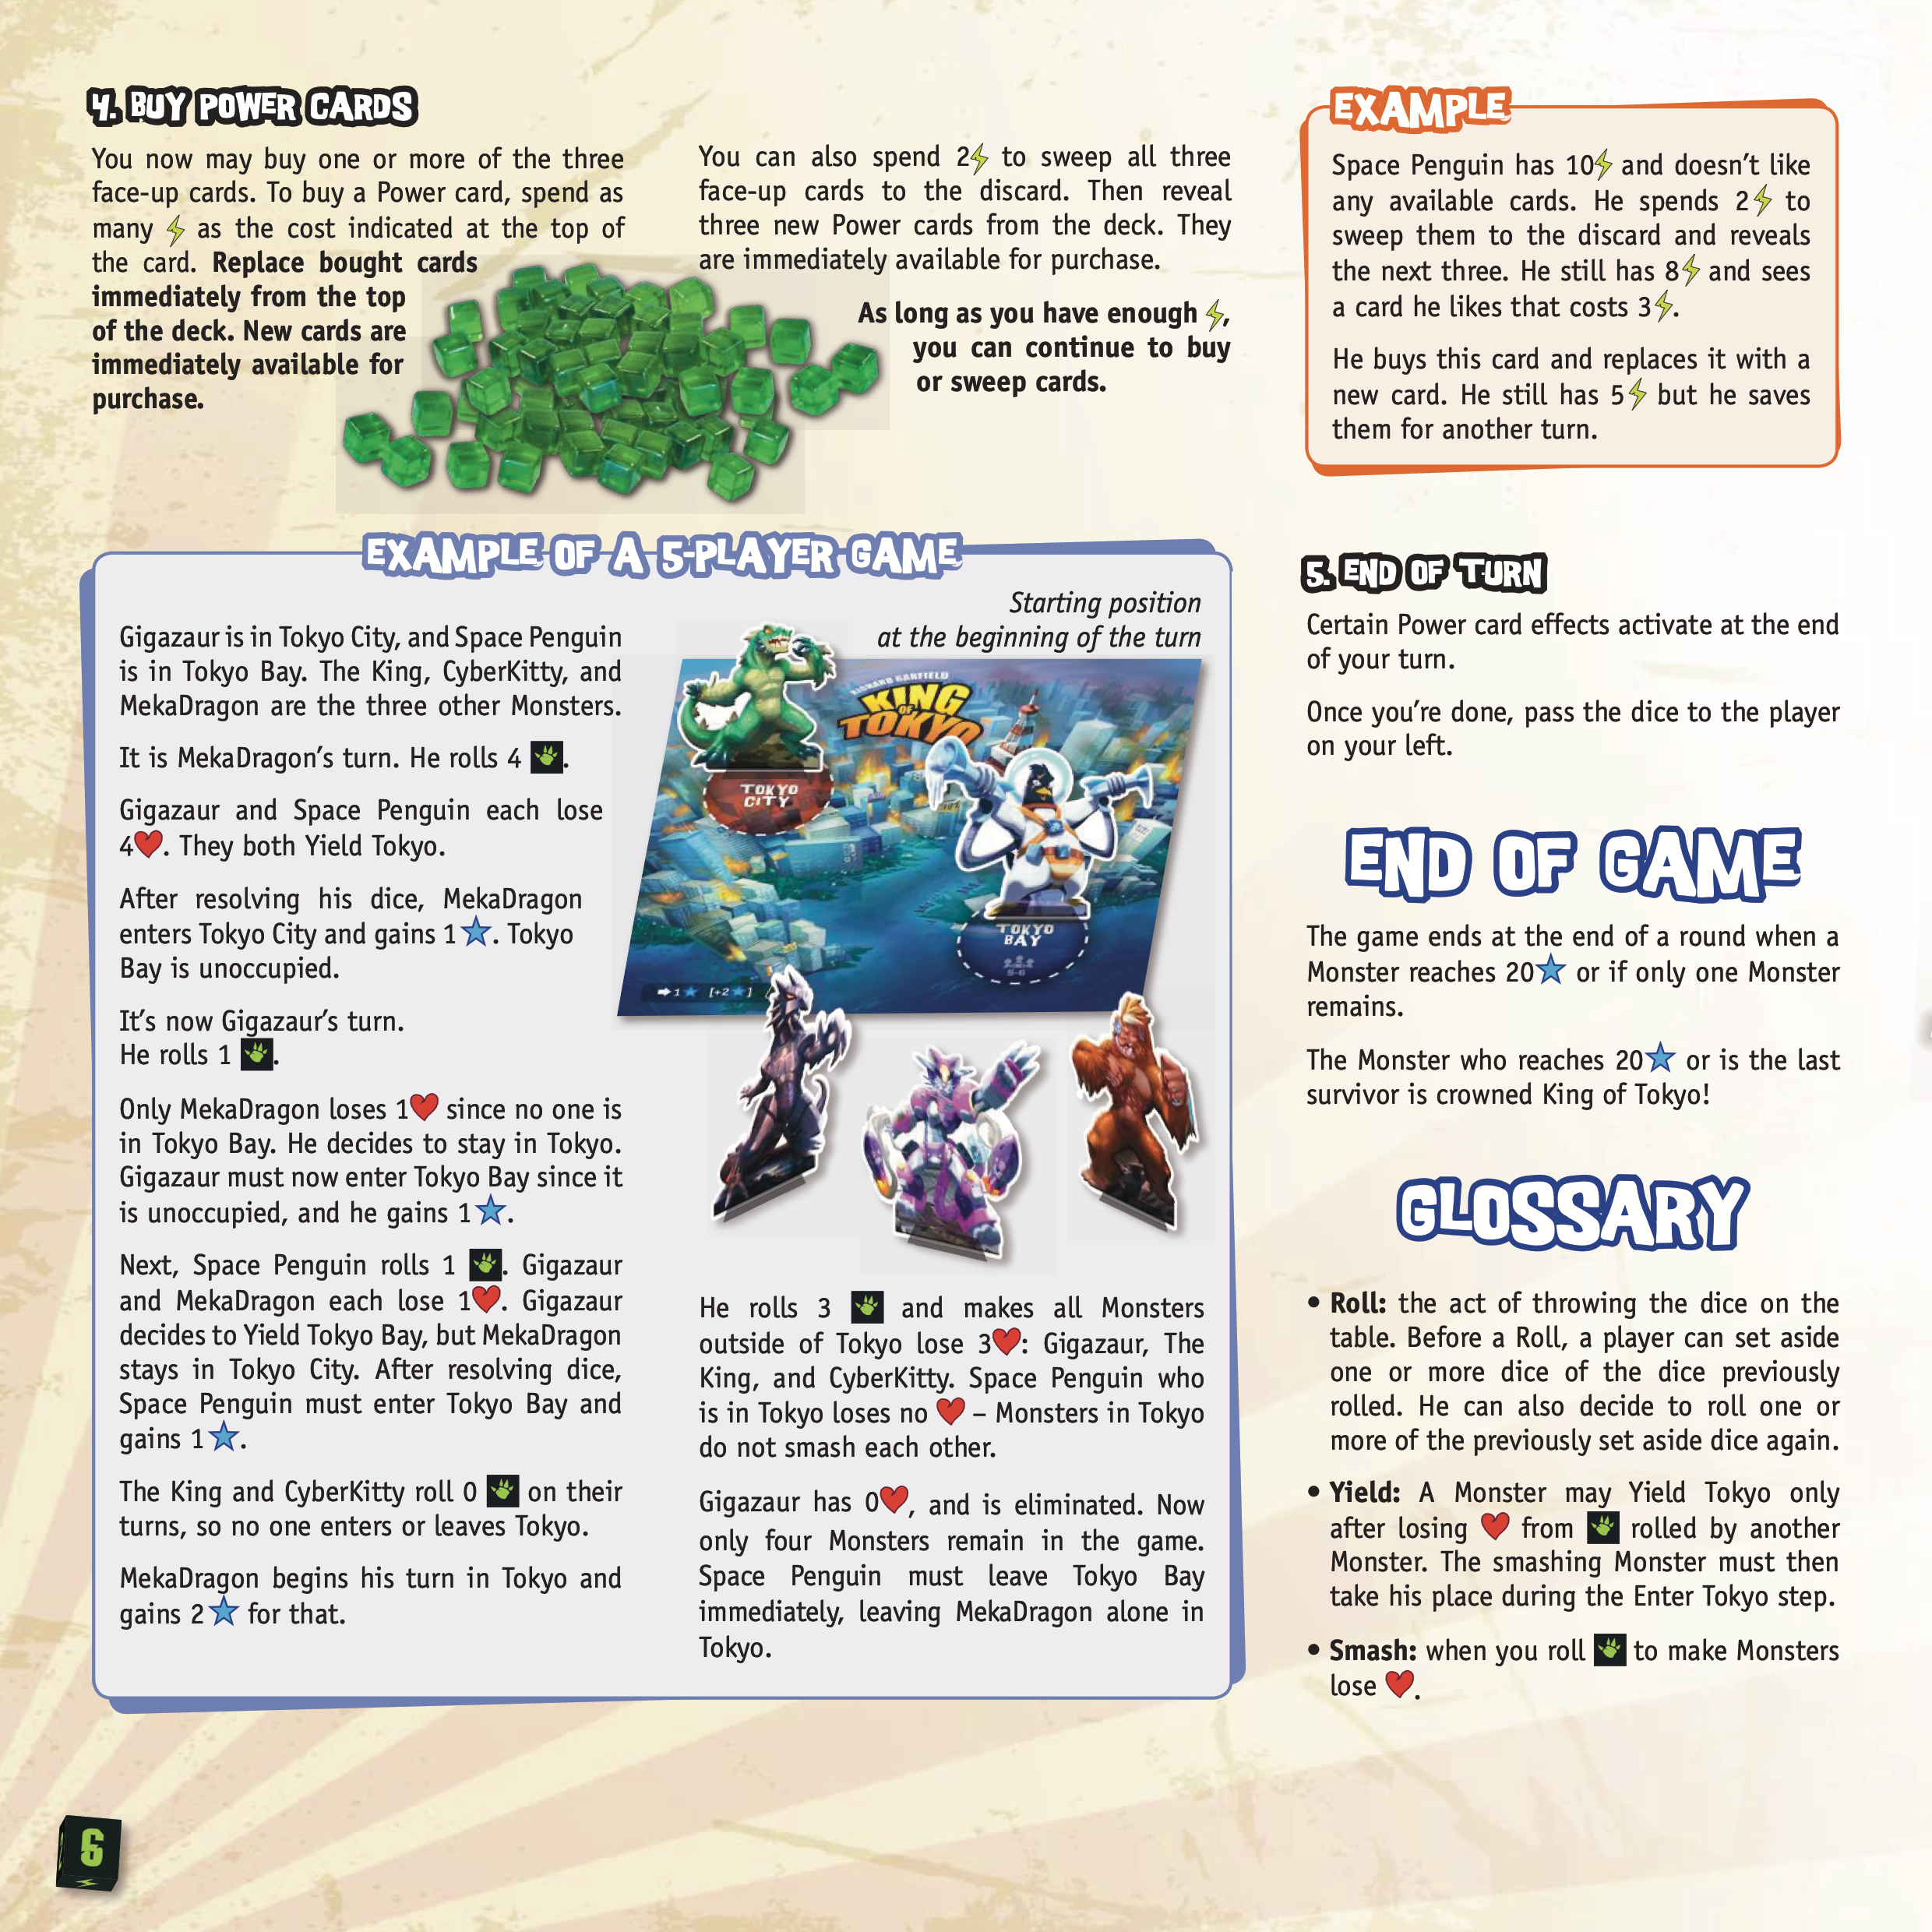 4. BUY POWER CARDS
You now may buy one or more of the three
face-up cards. To buy a Power card, spend as
many as the cost indicated at the top of
the card. Replace bought cards
immediately from the top
of the deck. New cards are
immediately available for
purchase.
You can also spend 2 to sweep all three
face-up cards to the discard. Then reveal
three new Power cards from the deck. They
are immediately available for purchase.
As long as you have enough ,
you can continue to buy
or sweep cards.
EXAMPLE
Space Penguin has 10 and doesn't like
any available cards. He spends 2 to
sweep them to the discard and reveals
the next three. He still has 8 and sees
a card he likes that costs 3 .
He buys this card and replaces it with a
new card. He still has 5 but he saves
them for another turn.
EXAMPLE OF A 5-PLAYER GAME
Gigazaur is in Tokyo City, and Space Penguin
is in Tokyo Bay. The King, CyberKitty, and
MekaDragon are the three other Monsters.
It is MekaDragon's turn. He rolls 4 .
Gigazaur and Space Penguin each lose
4 . They both Yield Tokyo.
After resolving his dice, MekaDragon
enters Tokyo City and gains 1 . Tokyo
Bay is unoccupied.
It's now Gigazaur's turn.
He rolls 1 .
Only MekaDragon loses 1 since no one is
in Tokyo Bay. He decides to stay in Tokyo.
Gigazaur must now enter Tokyo Bay since it
is unoccupied, and he gains 1 .
Next, Space Penguin rolls 1 . Gigazaur
and MekaDragon each lose 1 . Gigazaur
decides to Yield Tokyo Bay, but MekaDragon
stays in Tokyo City. After resolving dice,
Space Penguin must enter Tokyo Bay and
gains 1 .
The King and CyberKitty roll 0 on their
turns, so no one enters or leaves Tokyo.
MekaDragon begins his turn in Tokyo and
gains 2 for that.
Starting position
at the beginning of the turn
RICHARD GARFIELD
KING
OF
TOKYO
TOKYO
CITY
TOKYO
BAY
5-6
➡1★ [+2★]
He rolls 3 and makes all Monsters
outside of Tokyo lose 3 : Gigazaur, The
King, and CyberKitty. Space Penguin who
is in Tokyo loses no – Monsters in Tokyo
do not smash each other.
Gigazaur has 0 , and is eliminated. Now
only four Monsters remain in the game.
Space Penguin must leave Tokyo Bay
immediately, leaving MekaDragon alone in
Tokyo.
5. END OF TURN
Certain Power card effects activate at the end
of your turn.
Once you're done, pass the dice to the player
on your left.
END OF GAME
The game ends at the end of a round when a
Monster reaches 20 or if only one Monster
remains.
The Monster who reaches 20 or is the last
survivor is crowned King of Tokyo!
GLOSSARY
• Roll: the act of throwing the dice on the
table. Before a Roll, a player can set aside
one or more dice of the dice previously
rolled. He can also decide to roll one or
more of the previously set aside dice again.
• Yield: A Monster may Yield Tokyo only
after losing from rolled by another
Monster. The smashing Monster must then
take his place during the Enter Tokyo step.
• Smash: when you roll to make Monsters
lose .
6